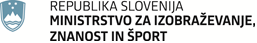 REPUBLIKA SLOVENIJA
MINISTRSTVO ZA IZOBRAŽEVANJE,
ZNANOST IN ŠPORT